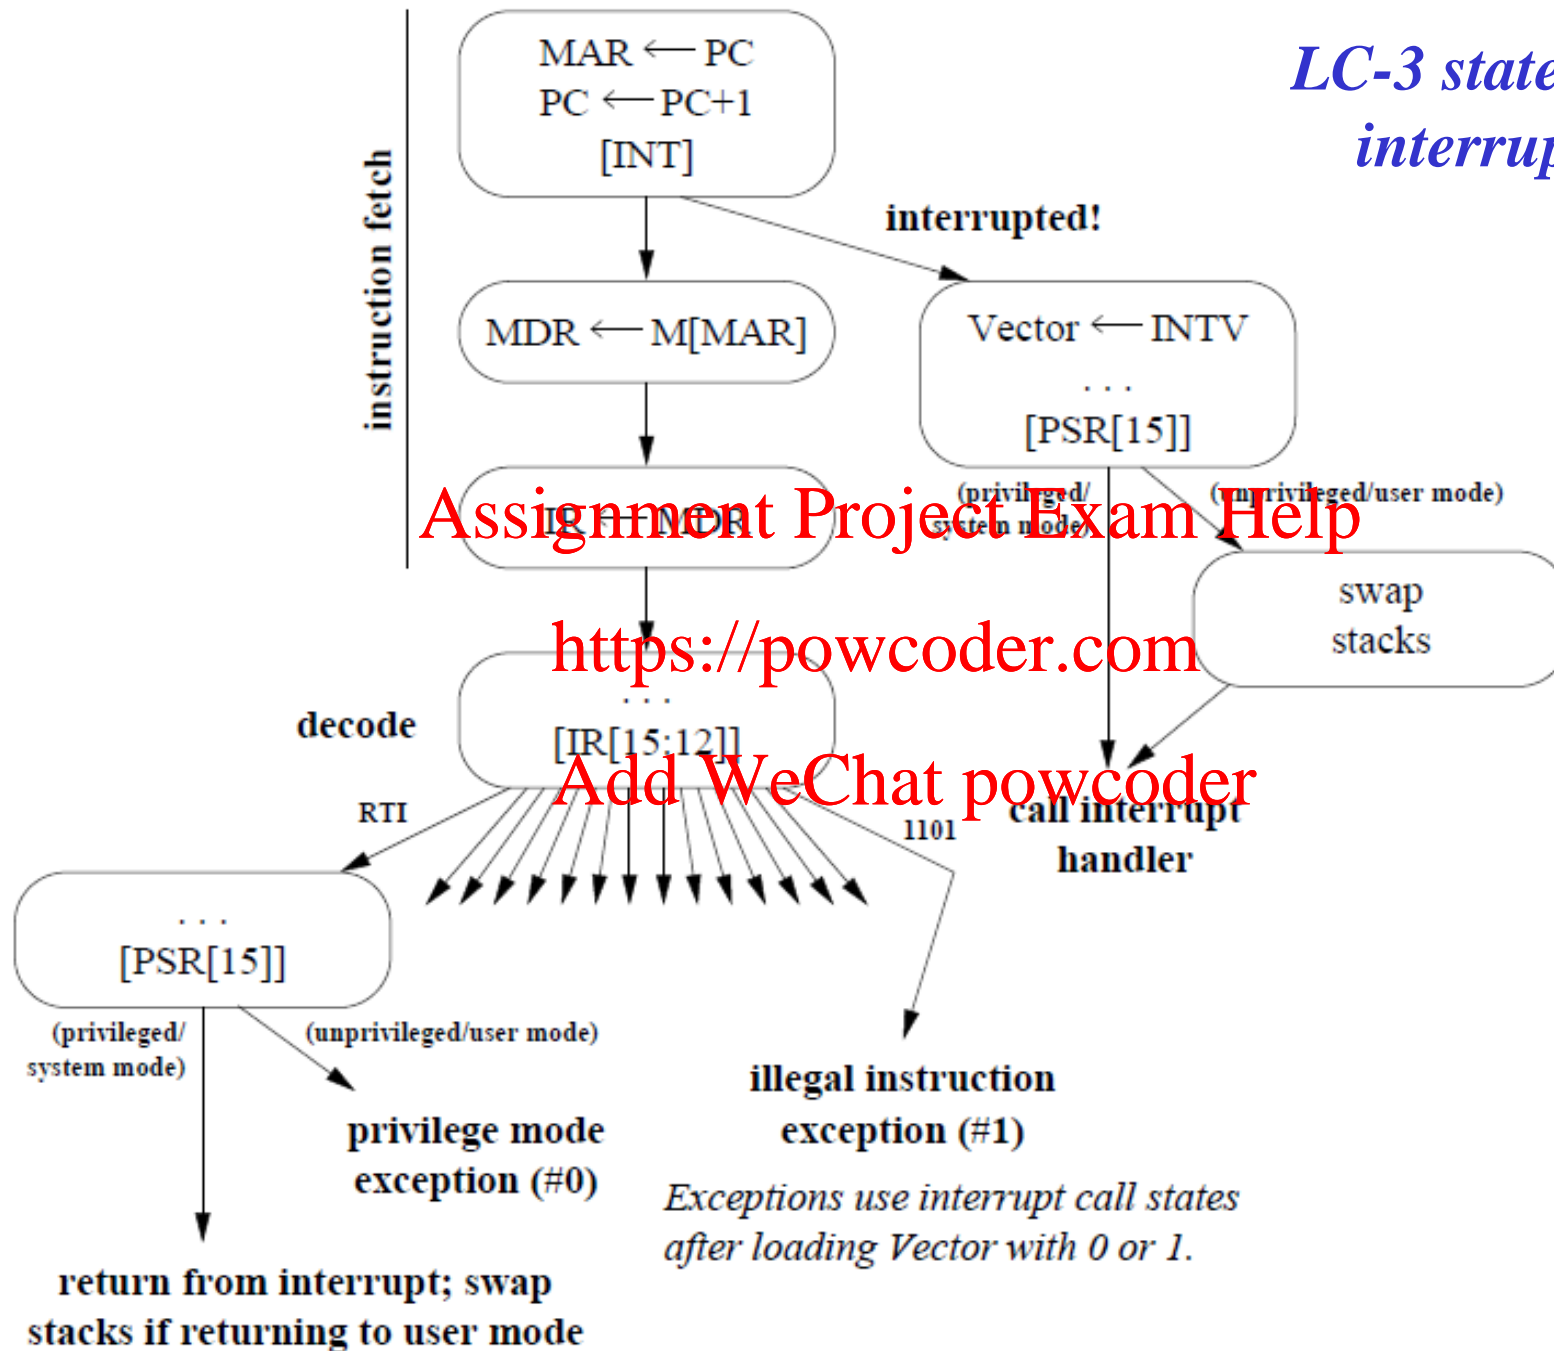 MAR ← PC
PC ← PC+1
[INT]
LC-3 state
interrup
instruction fetch
interrupted!
MDR ← M[MAR]
Vector ← INTV
. . .
[PSR[15]]
IR ← MDR
(privileged/
system mode)
(unprivileged/user mode)
Assignment Project Exam Help
swap
stacks
https://powcoder.com
decode
. . .
[IR[15:12]]
Add WeChat powcoder
RTI
1101
call interrupt
handler
. . .
[PSR[15]]
(privileged/
system mode)
(unprivileged/user mode)
privilege mode
exception (#0)
illegal instruction
exception (#1)
Exceptions use interrupt call states
after loading Vector with 0 or 1.
return from interrupt; swap
stacks if returning to user mode